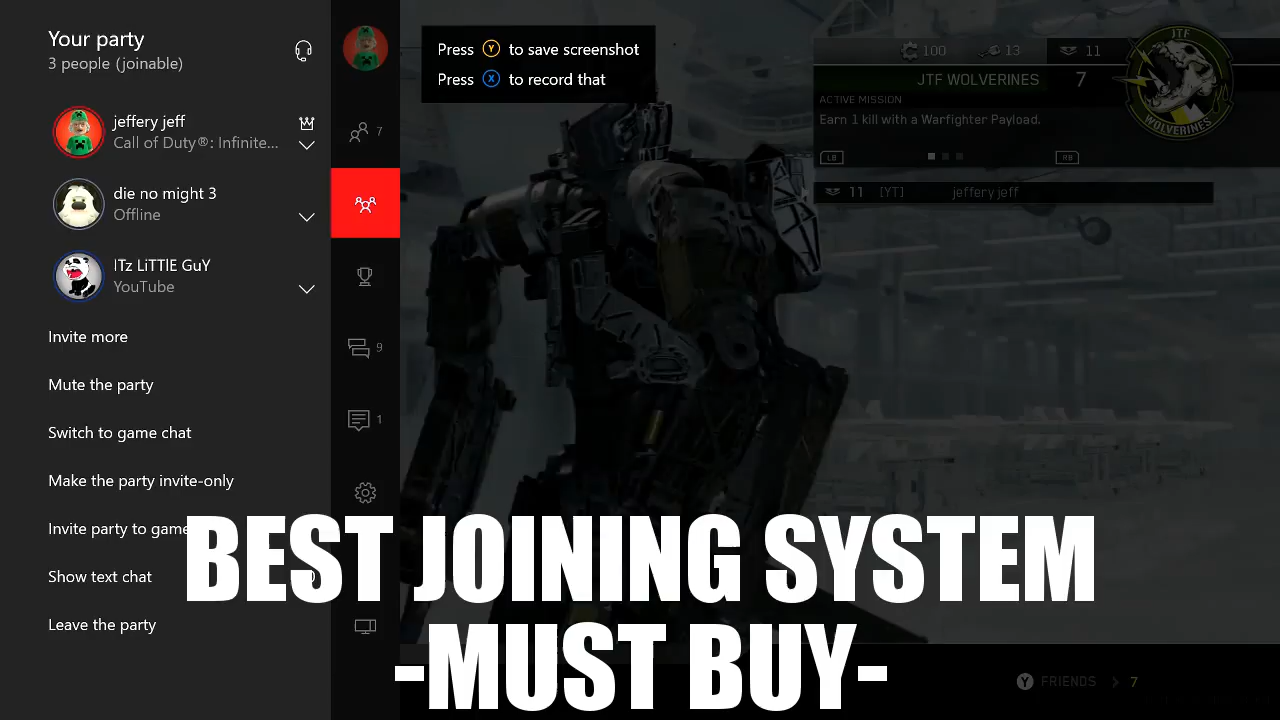 Your party
3 people (joinable)
jeffery jeff
Call of Duty®: Infinite...
die no might 3
Offline
ITz LiTTlE GuY
YouTube
Invite more
Mute the party
Switch to game chat
Make the party invite-only
Invite party to game
Show text chat
Leave the party
7
9
1
Press Y to save screenshot
Press X to record that
100
13
11
JTF WOLVERINES
7
ACTIVE MISSION
Earn 1 kill with a Warfighter Payload.
LB
RB
JTF
WOLVERINES
11 [YT] jeffery jeff
BEST JOINING SYSTEM
-MUST BUY-
Y FRIENDS > 7